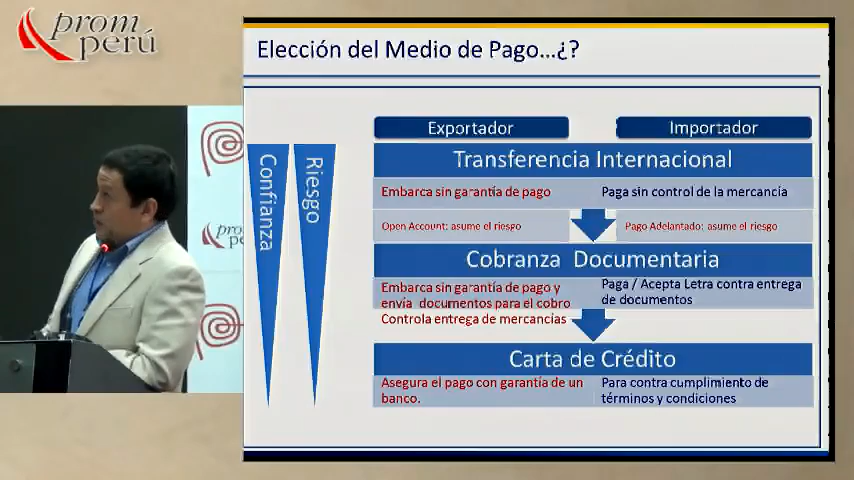 prom
perú
Elección del Medio de Pago...¿?
Exportador
Importador
Confianza
Riesgo
Transferencia Internacional
Embarca sin garantía de pago
Paga sin control de la mercancía
Open Account: asume el riesgo
Pago Adelantado: asume el riesgo
Cobranza Documentaria
Embarca sin garantía de pago y
envía documentos para el cobro
Controla entrega de mercancías
Paga / Acepta Letra contra entrega
de documentos
Carta de Crédito
Asegura el pago con garantía de un
banco.
Para contra cumplimiento de
términos y condiciones
pro
pe